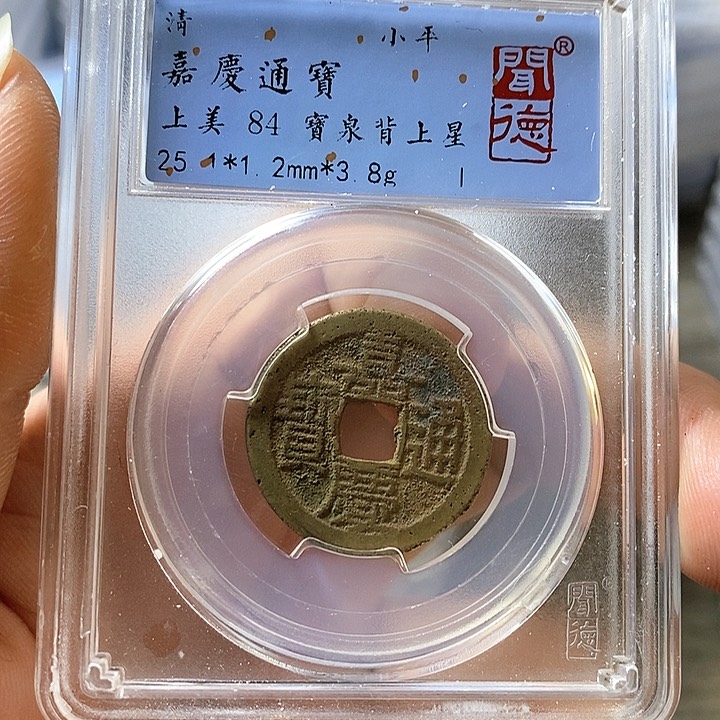 清 小平
嘉慶通寶
上美 84 寶泉背上星
25.1*1.2mm*3.8g
聞德®
嘉慶通寶
聞德